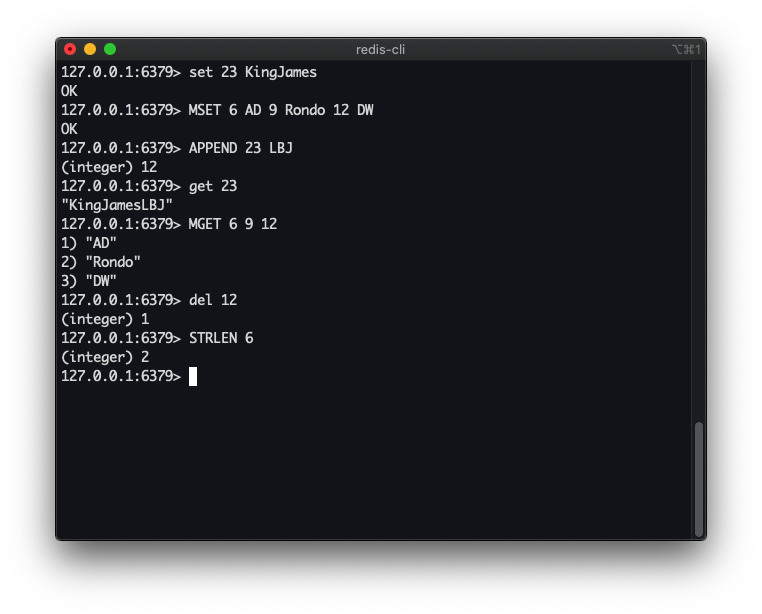 redis-cli
⌥⌘1
127.0.0.1:6379> set 23 KingJames
OK
127.0.0.1:6379> MSET 6 AD 9 Rondo 12 DW
OK
127.0.0.1:6379> APPEND 23 LBJ
(integer) 12
127.0.0.1:6379> get 23
"KingJamesLBJ"
127.0.0.1:6379> MGET 6 9 12
1) "AD"
2) "Rondo"
3) "DW"
127.0.0.1:6379> del 12
(integer) 1
127.0.0.1:6379> STRLEN 6
(integer) 2
127.0.0.1:6379>